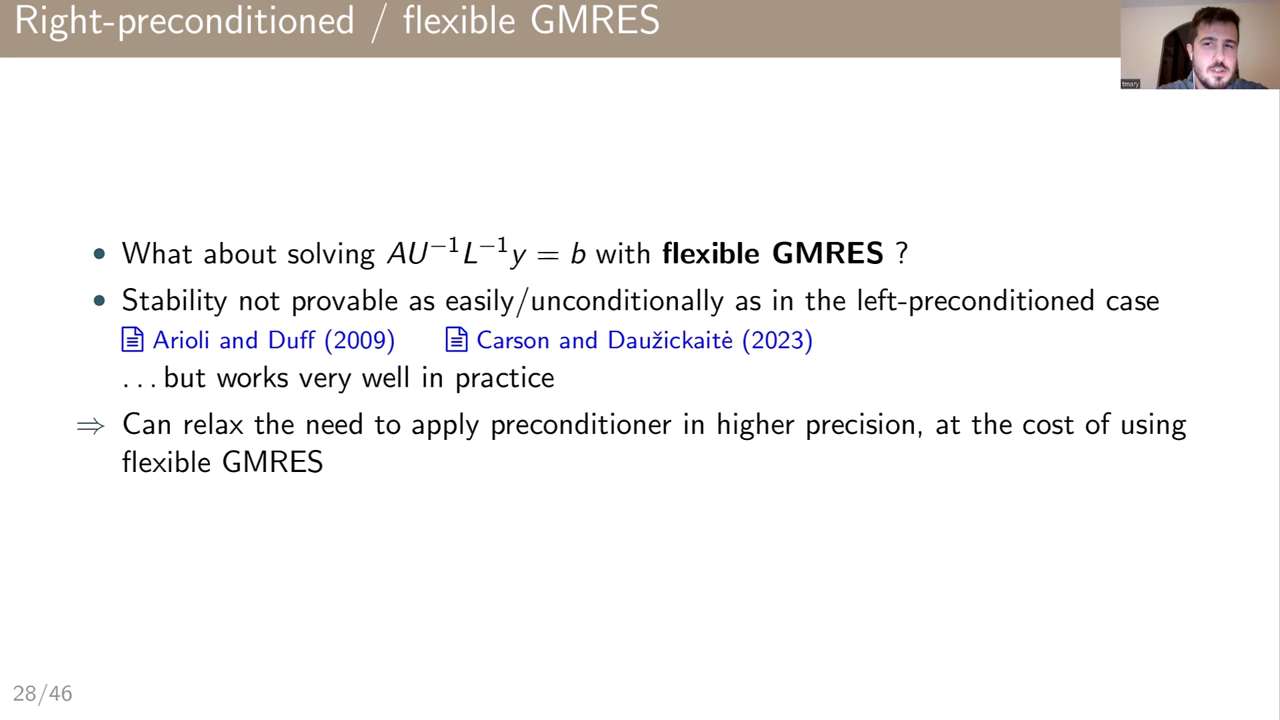 Right-preconditioned / flexible GMRES
tmary
• What about solving AU⁻¹L⁻¹y = b with flexible GMRES ?
• Stability not provable as easily/unconditionally as in the left-preconditioned case
Arioli and Duff (2009) Carson and Daužickaitė (2023)
...but works very well in practice
⇒ Can relax the need to apply preconditioner in higher precision, at the cost of using
flexible GMRES
28/46